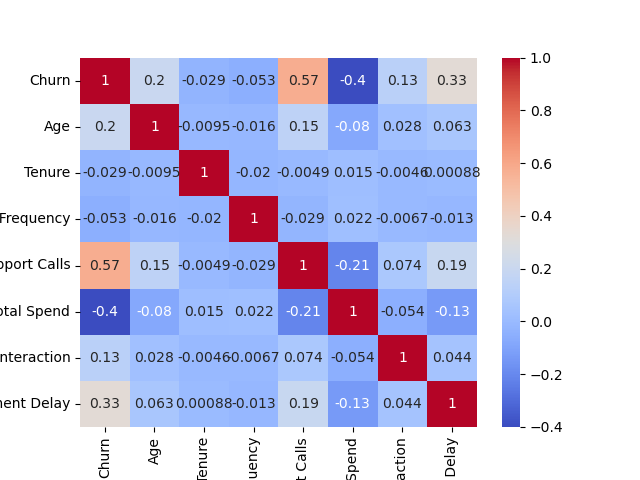 Churn 1 0.2 -0.029 -0.053 0.57 -0.4 0.13 0.33
Age 0.2 1 -0.0095 -0.016 0.15 -0.08 0.028 0.063
Tenure -0.029 -0.0095 1 -0.02 -0.0049 0.015 -0.0046 0.00088
Frequency -0.053 -0.016 -0.02 1 -0.029 0.022 -0.0067 -0.013
pport Calls 0.57 0.15 -0.0049 -0.029 1 -0.21 0.074 0.19
otal Spend -0.4 -0.08 0.015 0.022 -0.21 1 -0.054 -0.13
nteraction 0.13 0.028 -0.0046 -0.0067 0.074 -0.054 1 0.044
ent Delay 0.33 0.063 0.00088 -0.013 0.19 -0.13 0.044 1
Churn
Age
Tenure
uency
t Calls
Spend
action
Delay
1.0
0.8
0.6
0.4
0.2
0.0
−0.2
−0.4